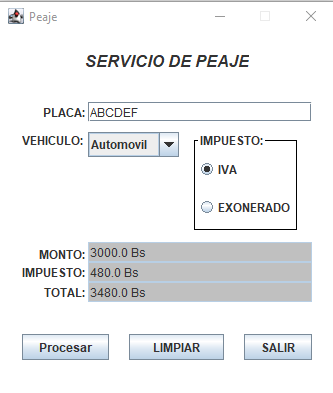 Peaje
SERVICIO DE PEAJE
PLACA: ABCDEF
VEHICULO: Automovil
IMPUESTO:
IVA
EXONERADO
MONTO: 3000.0 Bs
IMPUESTO: 480.0 Bs
TOTAL: 3480.0 Bs
Procesar LIMPIAR SALIR